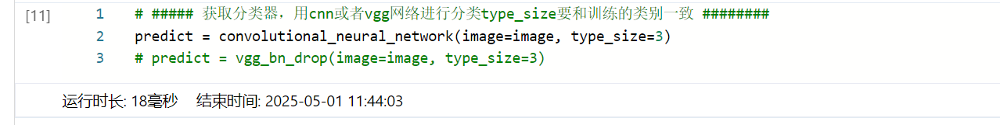 [11]
1 # ##### 获取分类器，用cnn或者vgg网络进行分类type_size要和训练的类别一致 ########
2 predict = convolutional_neural_network(image=image, type_size=3)
3 # predict = vgg_bn_drop(image=image, type_size=3)
运行时长: 18毫秒 结束时间: 2025-05-01 11:44:03